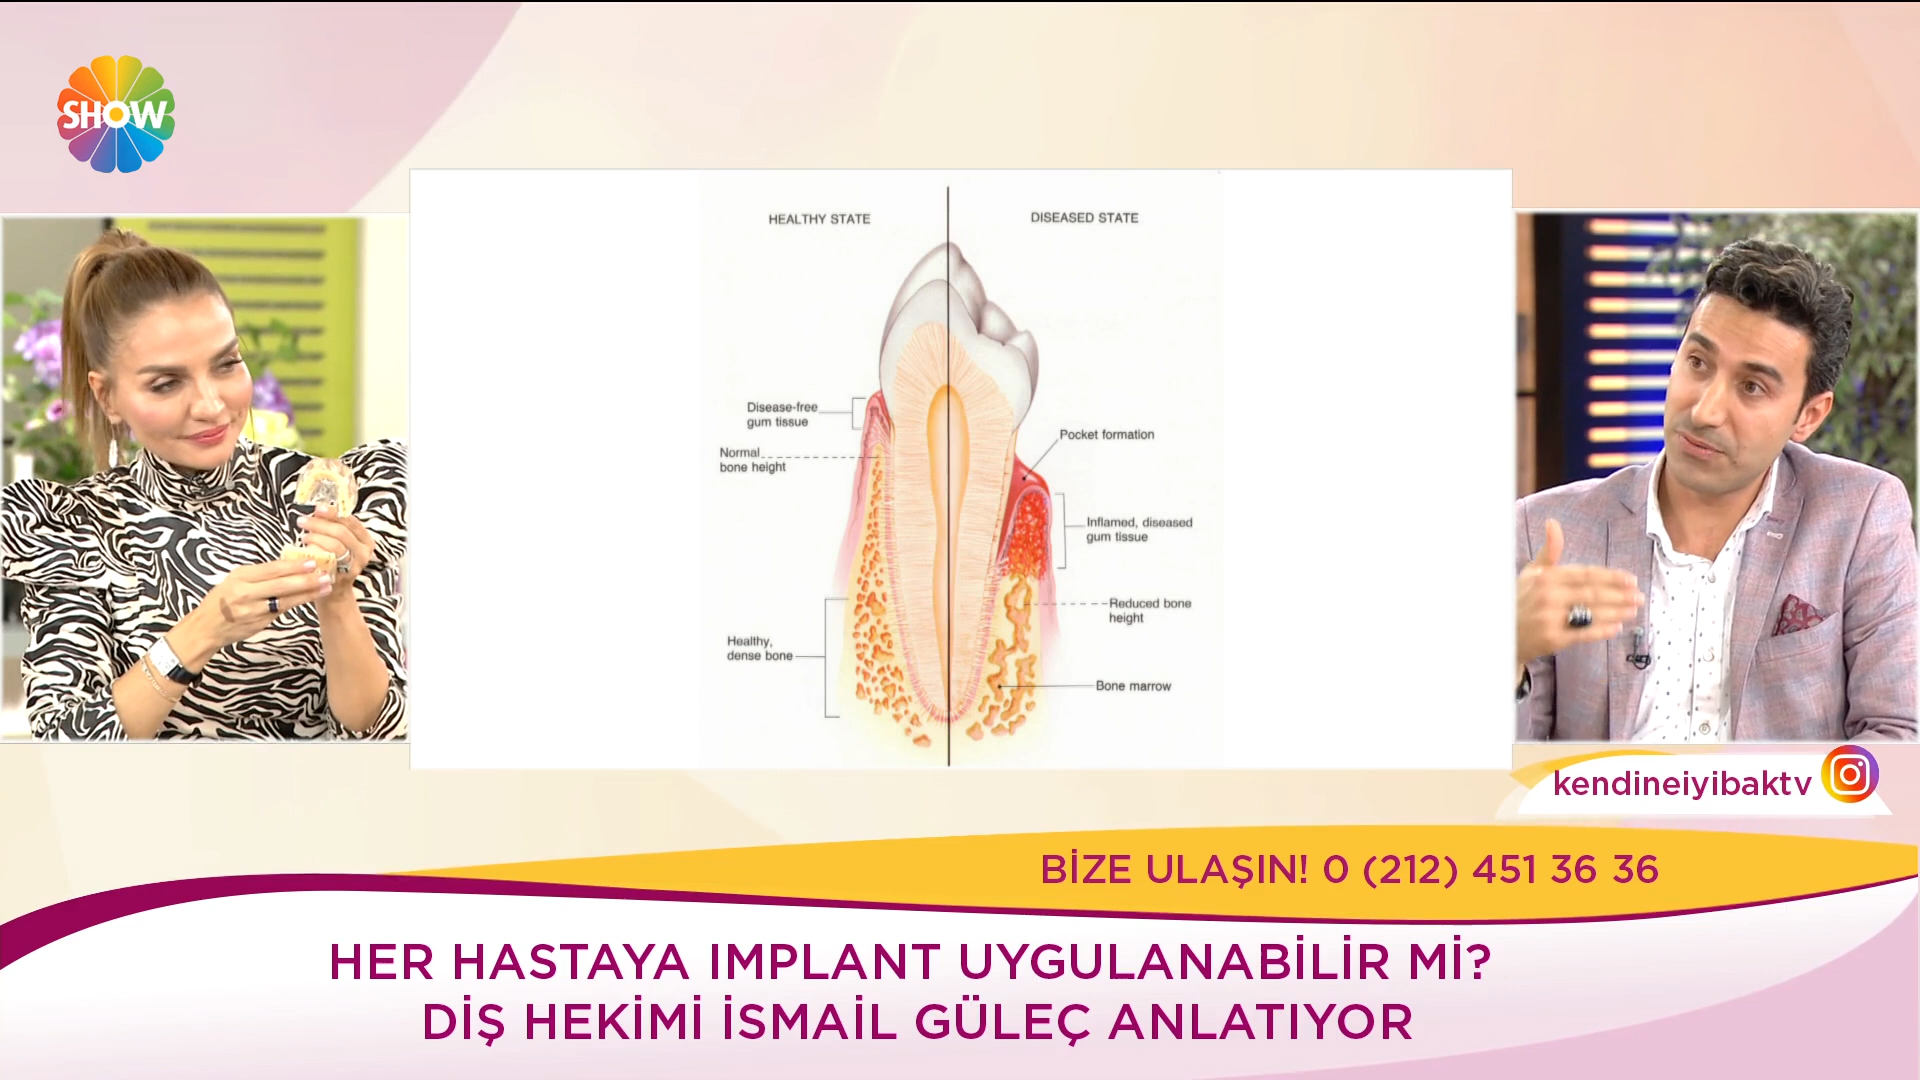 SHOW
HEALTHY STATE
DISEASED STATE
Disease-free
gum tissue
Normal
bone height
Healthy,
dense bone
Pocket formation
Inflamed, diseased
gum tissue
Reduced bone
height
Bone marrow
kendineiyibaktv
BİZE ULAŞIN! 0 (212) 451 36 36
HER HASTAYA IMPLANT UYGULANABİLİR Mİ?
DİŞ HEKİMİ İSMAİL GÜLEÇ ANLATIYOR